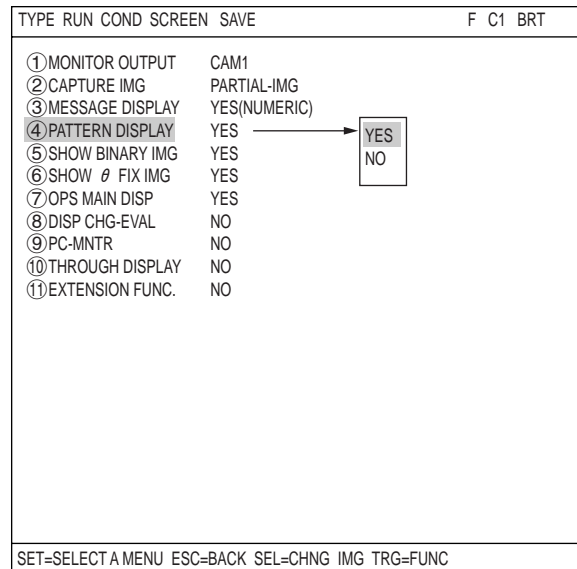 TYPE RUN COND SCREEN SAVE F C1 BRT
①MONITOR OUTPUT CAM1
②CAPTURE IMG PARTIAL-IMG
③MESSAGE DISPLAY YES(NUMERIC)
④PATTERN DISPLAY YES YES
⑤SHOW BINARY IMG YES NO
⑥SHOW θ FIX IMG YES
⑦OPS MAIN DISP YES
⑧DISP CHG-EVAL NO
⑨PC-MNTR NO
⑩THROUGH DISPLAY NO
⑪EXTENSION FUNC. NO
SET=SELECT A MENU ESC=BACK SEL=CHNG IMG TRG=FUNC